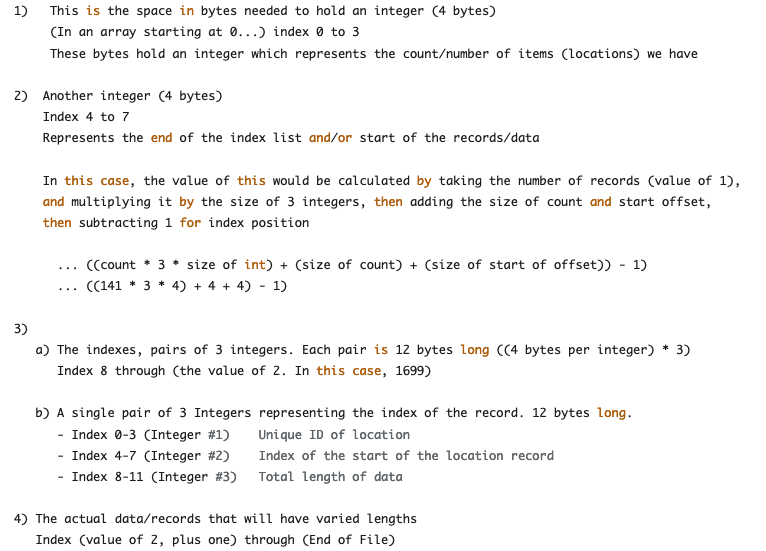 1)   This is the space in bytes needed to hold an integer (4 bytes)
     (In an array starting at 0...) index 0 to 3
     These bytes hold an integer which represents the count/number of items (locations) we have
2)  Another integer (4 bytes)
    Index 4 to 7
    Represents the end of the index list and/or start of the records/data
    In this case, the value of this would be calculated by taking the number of records (value of 1),
    and multiplying it by the size of 3 integers, then adding the size of count and start offset,
    then subtracting 1 for index position
      ... ((count * 3 * size of int) + (size of count) + (size of start of offset)) - 1)
      ... ((141 * 3 * 4) + 4 + 4) - 1)
3)
   a) The indexes, pairs of 3 integers. Each pair is 12 bytes long ((4 bytes per integer) * 3)
      Index 8 through (the value of 2. In this case, 1699)
   b) A single pair of 3 Integers representing the index of the record. 12 bytes long.
      - Index 0-3 (Integer #1)    Unique ID of location
      - Index 4-7 (Integer #2)    Index of the start of the location record
      - Index 8-11 (Integer #3)   Total length of data
4) The actual data/records that will have varied lengths
   Index (value of 2, plus one) through (End of File)